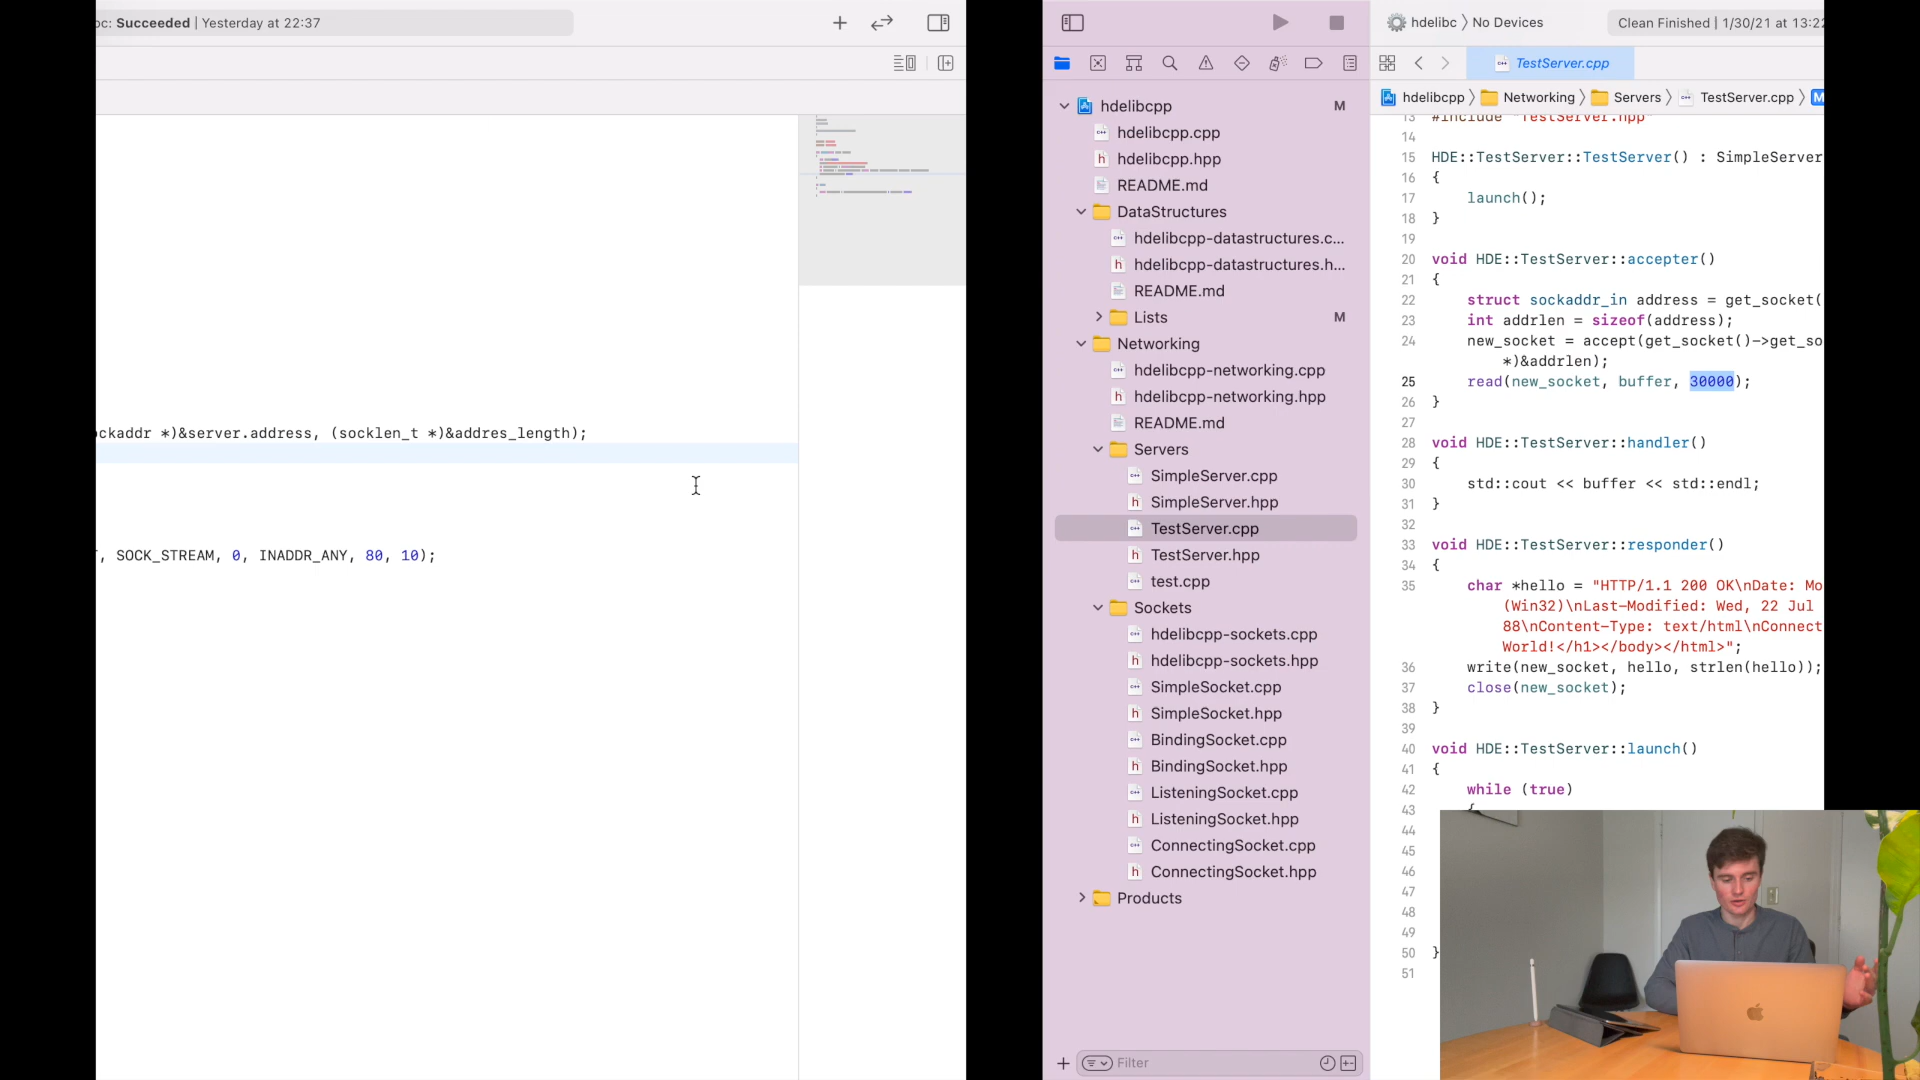 bc: Succeeded | Yesterday at 22:37
ockaddr *)&server.address, (socklen_t *)&addres_length);
, SOCK_STREAM, 0, INADDR_ANY, 80, 10);
hdelibcpp M
hdelibcpp.cpp
hdelibcpp.hpp
README.md
DataStructures
hdelibcpp-datastructures.c...
hdelibcpp-datastructures.h...
README.md
Lists M
Networking
hdelibcpp-networking.cpp
hdelibcpp-networking.hpp
README.md
Servers
SimpleServer.cpp
SimpleServer.hpp
TestServer.cpp
TestServer.hpp
test.cpp
Sockets
hdelibcpp-sockets.cpp
hdelibcpp-sockets.hpp
SimpleSocket.cpp
SimpleSocket.hpp
BindingSocket.cpp
BindingSocket.hpp
ListeningSocket.cpp
ListeningSocket.hpp
ConnectingSocket.cpp
ConnectingSocket.hpp
Products
Filter
hdelibc 〉 No Devices
Clean Finished | 1/30/21 at 13:22
TestServer.cpp
hdelibcpp 〉 Networking 〉 Servers 〉 TestServer.cpp 〉 M
13 #include "TestServer.hpp"
14
15 HDE::TestServer::TestServer() : SimpleServer
16 {
17 launch();
18 }
19
20 void HDE::TestServer::accepter()
21 {
22 struct sockaddr_in address = get_socket(
23 int addrlen = sizeof(address);
24 new_socket = accept(get_socket()->get_so
*)&addrlen);
25 read(new_socket, buffer, 30000);
26 }
27
28 void HDE::TestServer::handler()
29 {
30 std::cout << buffer << std::endl;
31 }
32
33 void HDE::TestServer::responder()
34 {
35 char *hello = "HTTP/1.1 200 OK\nDate: Mo
(Win32)\nLast-Modified: Wed, 22 Jul
88\nContent-Type: text/html\nConnect
World!</h1></body></html>";
36 write(new_socket, hello, strlen(hello));
37 close(new_socket);
38 }
39
40 void HDE::TestServer::launch()
41 {
42 while (true)
43 {
44
45
46
47
48
49
50 }
51